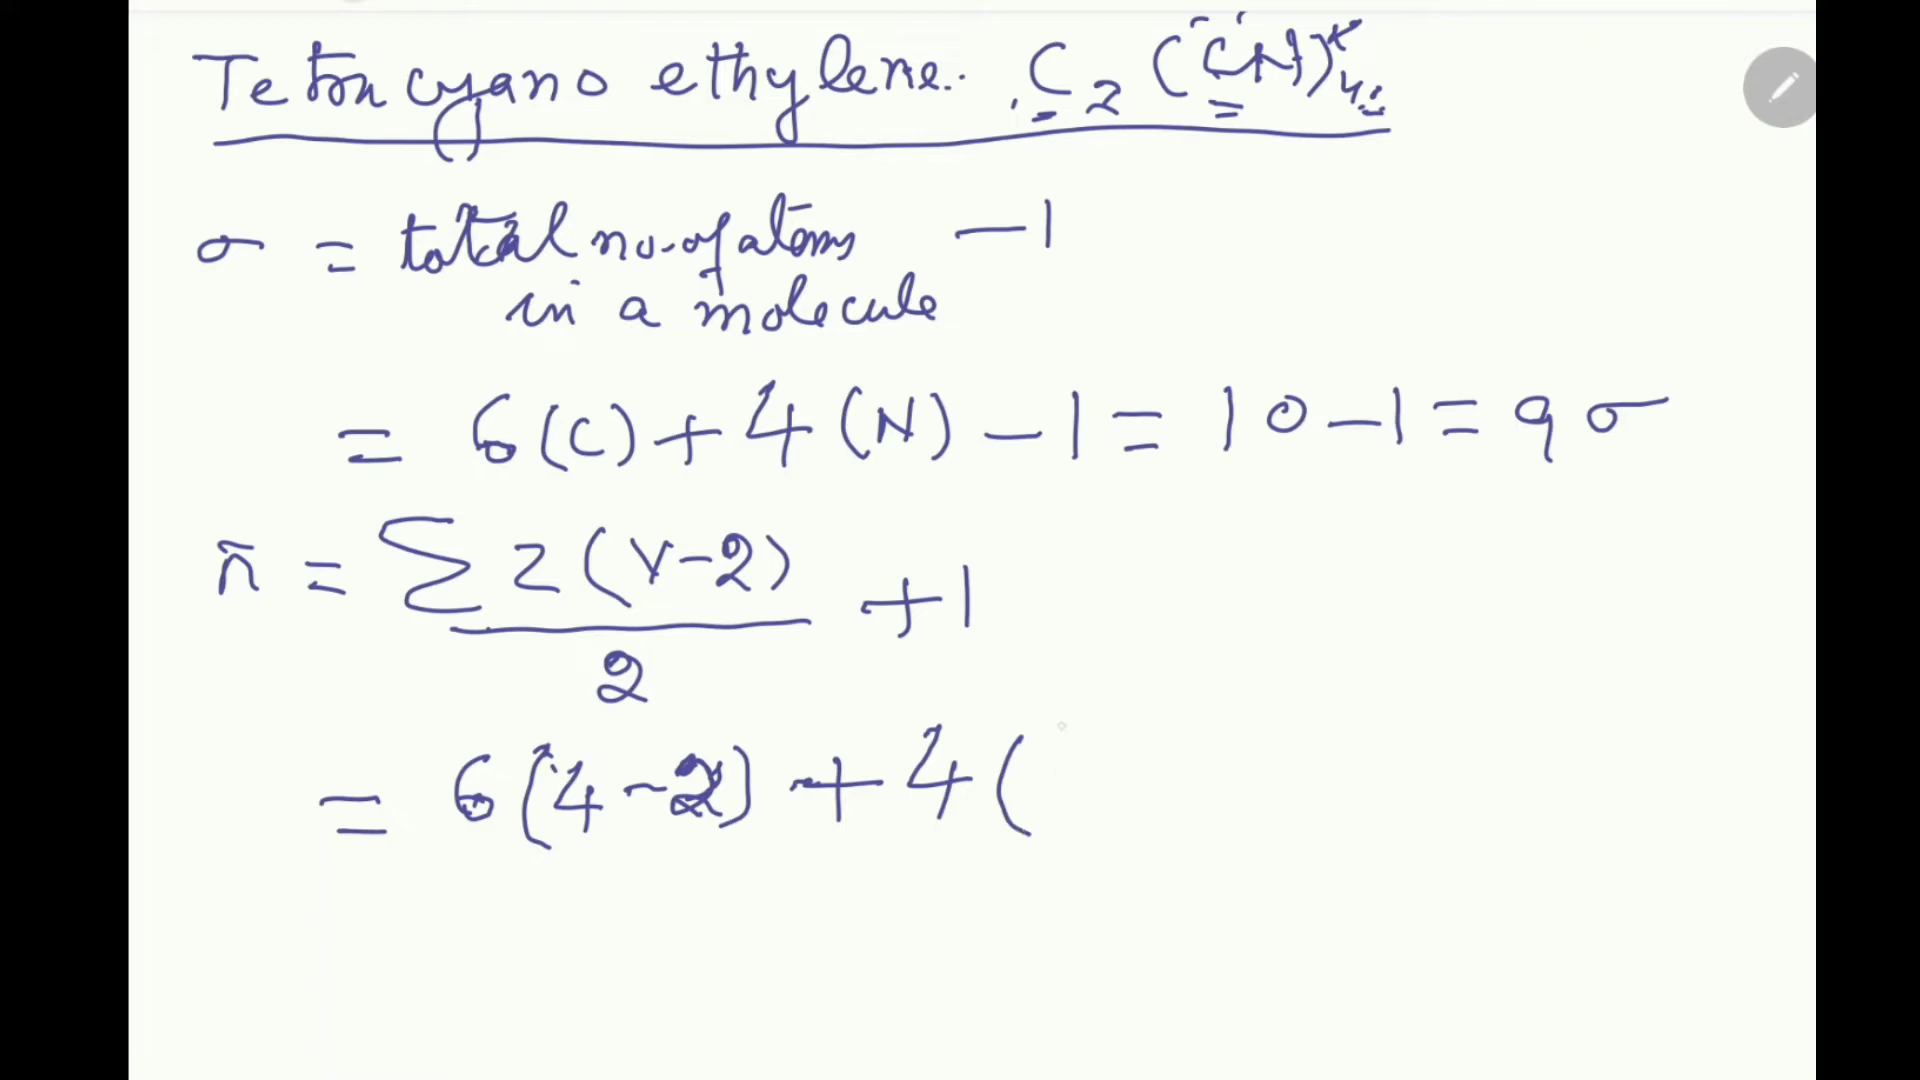 Tetracyano ethylene. C2 (CN)4
σ = total no. of atoms - 1
in a molecule
= 6(C) + 4(N) - 1 = 10 - 1 = 9σ
π = Σ Z(V-2) / 2 + 1
= 6(4-2) + 4(